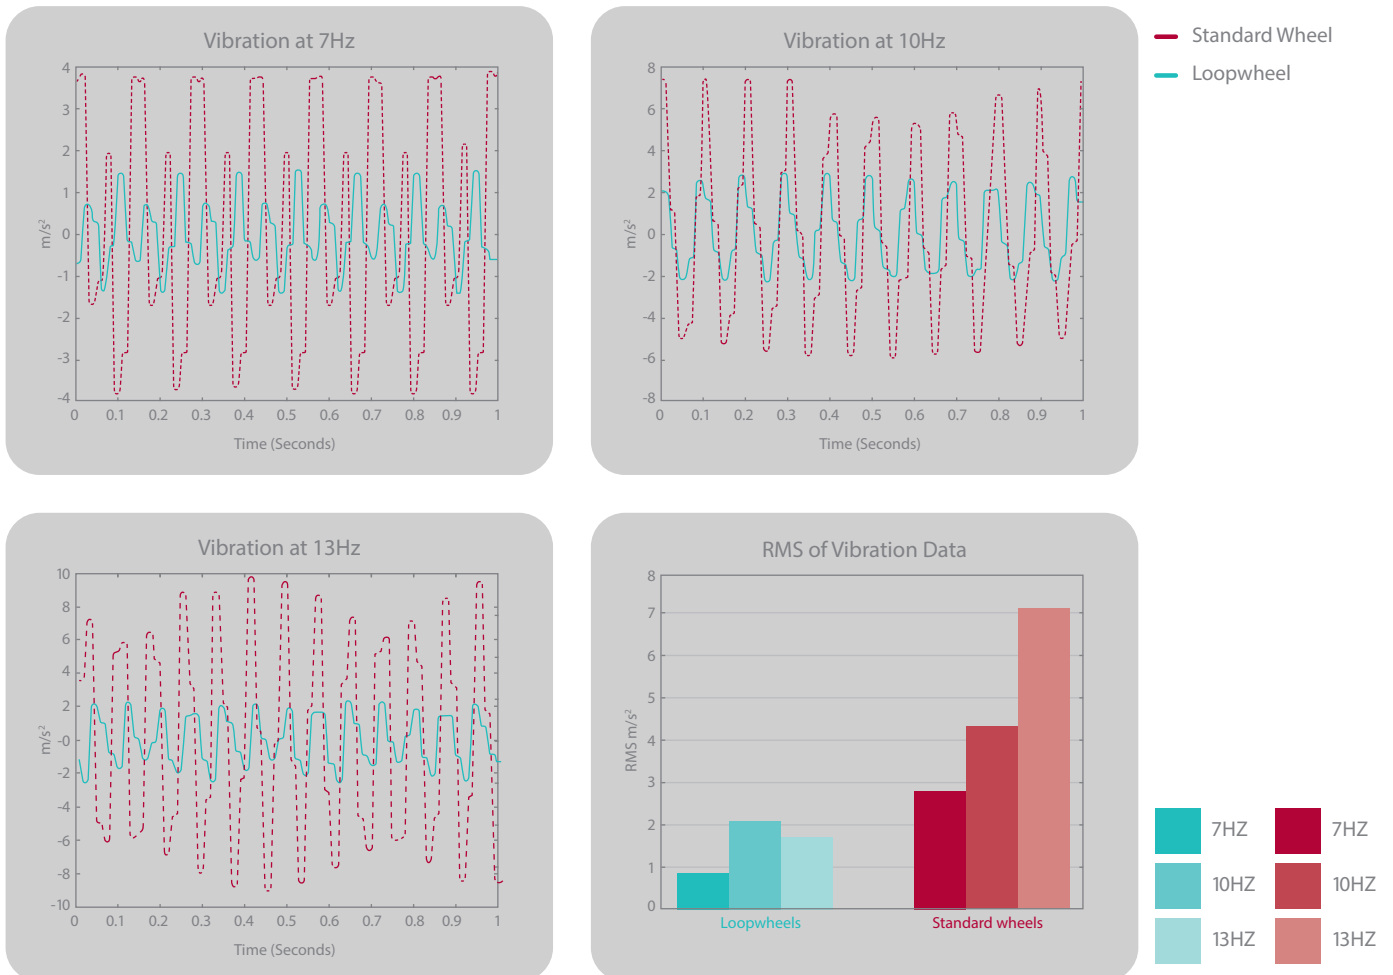 Vibration at 7Hz
4
3
2
1
0
-1
-2
-3
-4
m/s²
0 0.1 0.2 0.3 0.4 0.5 0.6 0.7 0.8 0.9 1
Time (Seconds)
Vibration at 10Hz
8
6
4
2
0
-2
-4
-6
-8
m/s²
0 0.1 0.2 0.3 0.4 0.5 0.6 0.7 0.8 0.9 1
Time (Seconds)
Standard Wheel
Loopwheel
Vibration at 13Hz
10
8
6
4
2
-0
-2
-4
-6
-8
-10
m/s²
0 0.1 0.2 0.3 0.4 0.5 0.6 0.7 0.8 0.9 1
Time (Seconds)
RMS of Vibration Data
8
7
6
5
4
3
2
1
0
RMS m/s²
Loopwheels Standard wheels
7HZ 7HZ
10HZ 10HZ
13HZ 13HZ